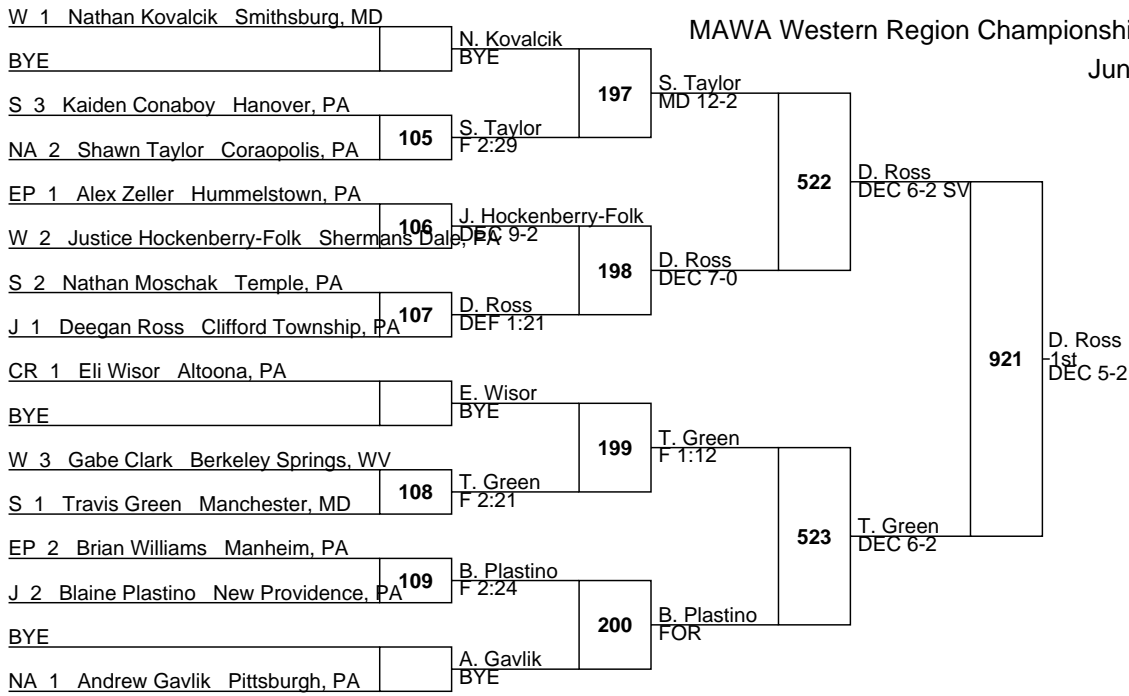 W 1 Nathan Kovalcik Smithsburg, MD
BYE
S 3 Kaiden Conaboy Hanover, PA
NA 2 Shawn Taylor Coraopolis, PA
EP 1 Alex Zeller Hummelstown, PA
W 2 Justice Hockenberry-Folk Shermans Dale, PA
S 2 Nathan Moschak Temple, PA
J 1 Deegan Ross Clifford Township, PA
CR 1 Eli Wisor Altoona, PA
BYE
W 3 Gabe Clark Berkeley Springs, WV
S 1 Travis Green Manchester, MD
EP 2 Brian Williams Manheim, PA
J 2 Blaine Plastino New Providence, PA
BYE
NA 1 Andrew Gavlik Pittsburgh, PA
105
106
107
108
109
N. Kovalcik
BYE
S. Taylor
F 2:29
J. Hockenberry-Folk
DEC 9-2
D. Ross
DEF 1:21
E. Wisor
BYE
T. Green
F 2:21
B. Plastino
F 2:24
A. Gavlik
BYE
197
198
199
200
S. Taylor
MD 12-2
D. Ross
DEC 7-0
T. Green
F 1:12
B. Plastino
FOR
522
523
D. Ross
DEC 6-2 SV
T. Green
DEC 6-2
921
D. Ross
1st
DEC 5-2
MAWA Western Region Championshi
Jun